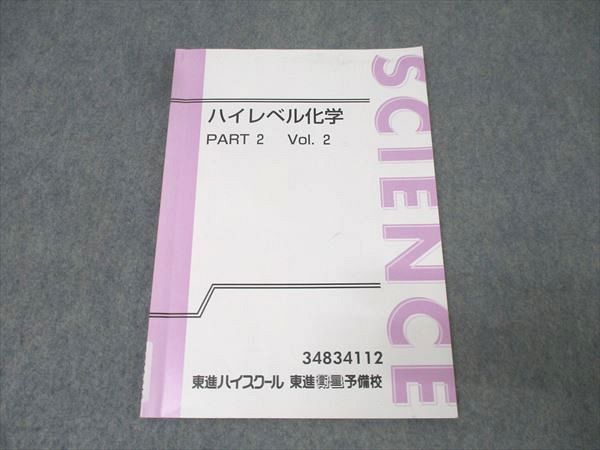 ハイレベル化学
PART 2 Vol. 2
SCIENCE
34834112
東進ハイスクール 東進衛星予備校